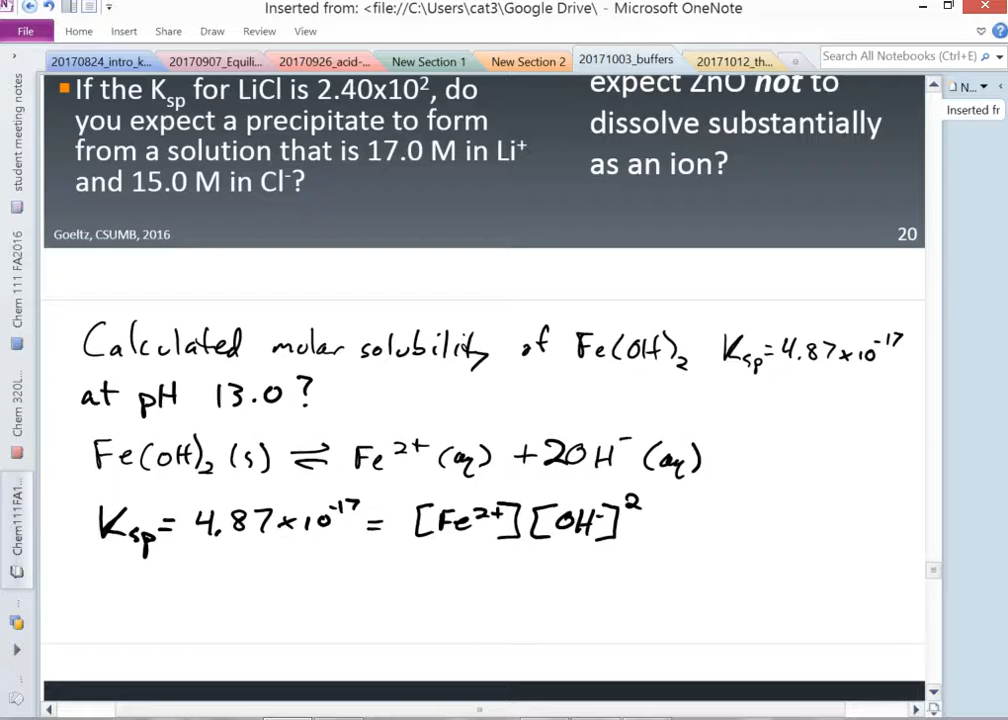 Inserted from: <file://C:\Users\cat3\Google Drive\ - Microsoft OneNote
File Home Insert Share Draw Review View
20170824_intro_k... 20170907_Equili... 20170926_acid-... New Section 1 New Section 2 20171003_buffers 20171012_th... Search All Notebooks (Ctrl+E)
N...
Inserted fr
student meeting notes
Chem 111 FA2016
Chem 320L
Chem111FA1
If the Ksp for LiCl is 2.40x10², do
you expect a precipitate to form
from a solution that is 17.0 M in Li⁺
and 15.0 M in Cl⁻?
expect ZnO not to
dissolve substantially
as an ion?
Goeltz, CSUMB, 2016
20
Calculated molar solubility of Fe(OH)₂ Ksp=4.87×10⁻¹⁷
at pH 13.0?
Fe(OH)₂ (s) ⇌ Fe²⁺ (aq) + 2OH⁻ (aq)
Ksp = 4.87×10⁻¹⁷ = [Fe²⁺][OH⁻]²